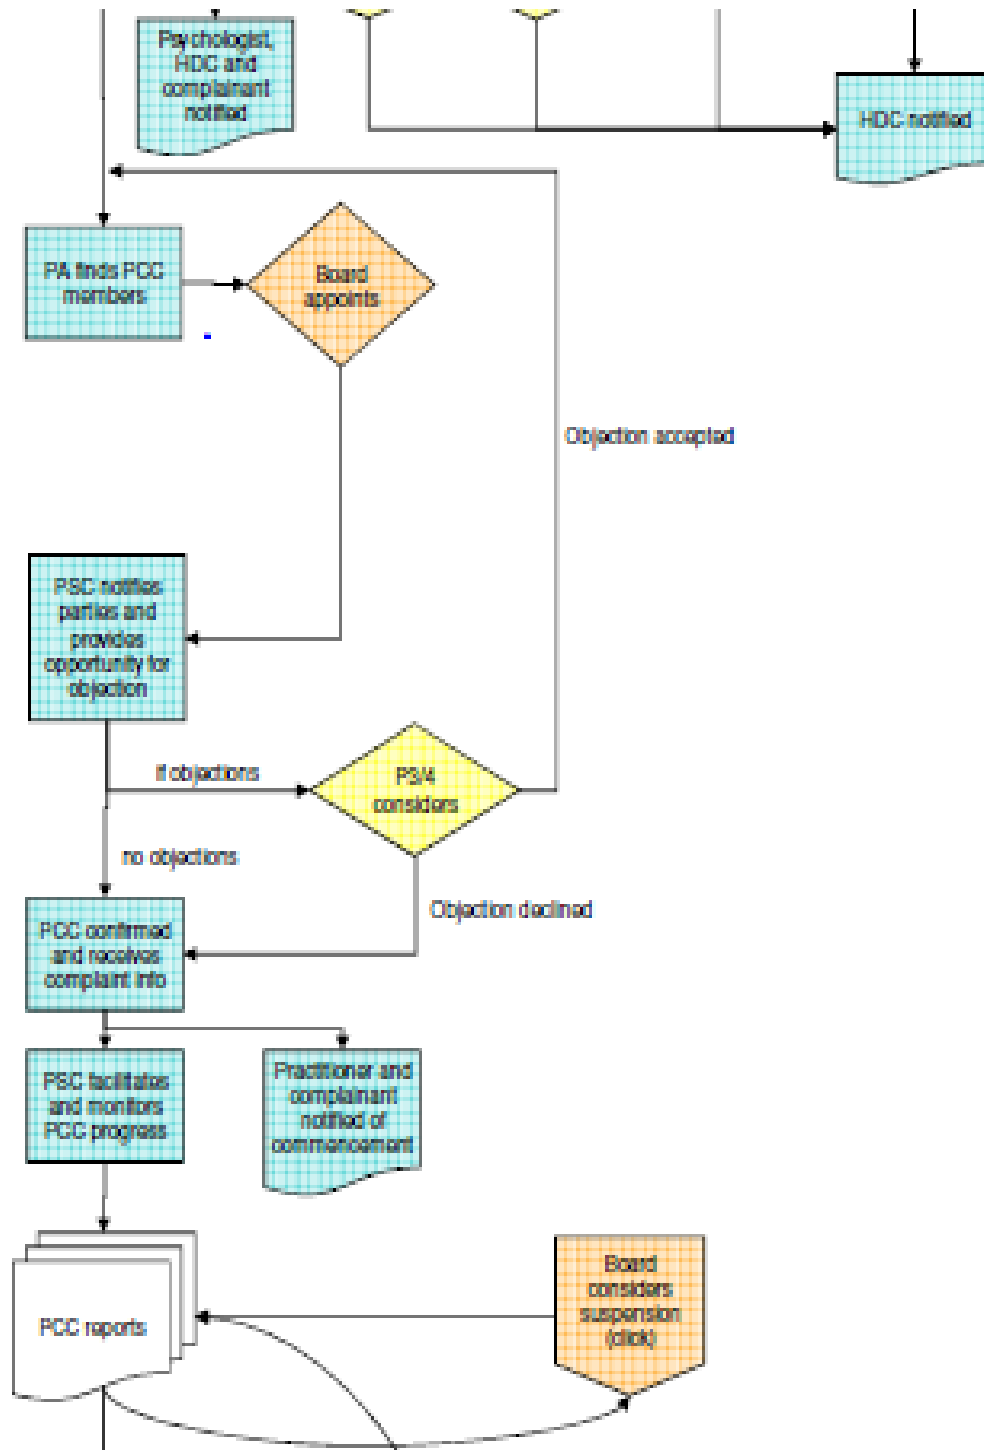 Psychologist,
HDC and
complainant
notified
HDC notified
PA finds PCC
members
Board
appoints
Objection accepted
PSC notifies
parties and
provides
opportunity for
objection
If objections
P3/4
considers
no objections
Objection declined
PCC confirmed
and receives
complaint info
PSC facilitates
and monitors
PCC progress
Practitioner and
complainant
notified of
commencement
PCC reports
Board
considers
suspension
(click)